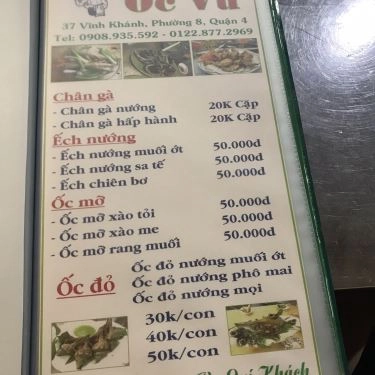 Ốc Vũ
37 Vĩnh Khánh, Phường 8, Quận 4
Tel: 0908.935.592 - 0122.877.2969
Chân gà
- Chân gà nướng 20K Cặp
- Chân gà hấp hành 20K Cặp
Ếch nướng
- Ếch nướng muối ớt 50.000đ
- Ếch nướng sa tế 50.000đ
- Ếch chiên bơ 50.000đ
Ốc mỡ
- Ốc mỡ xào tỏi 50.000đ
- Ốc mỡ xào me 50.000đ
- Ốc mỡ rang muối 50.000đ
Ốc đỏ
Ốc đỏ nướng muối ớt
Ốc đỏ nướng phô mai
Ốc đỏ nướng mọi
30k/con
40k/con
50k/con
Quí Khách